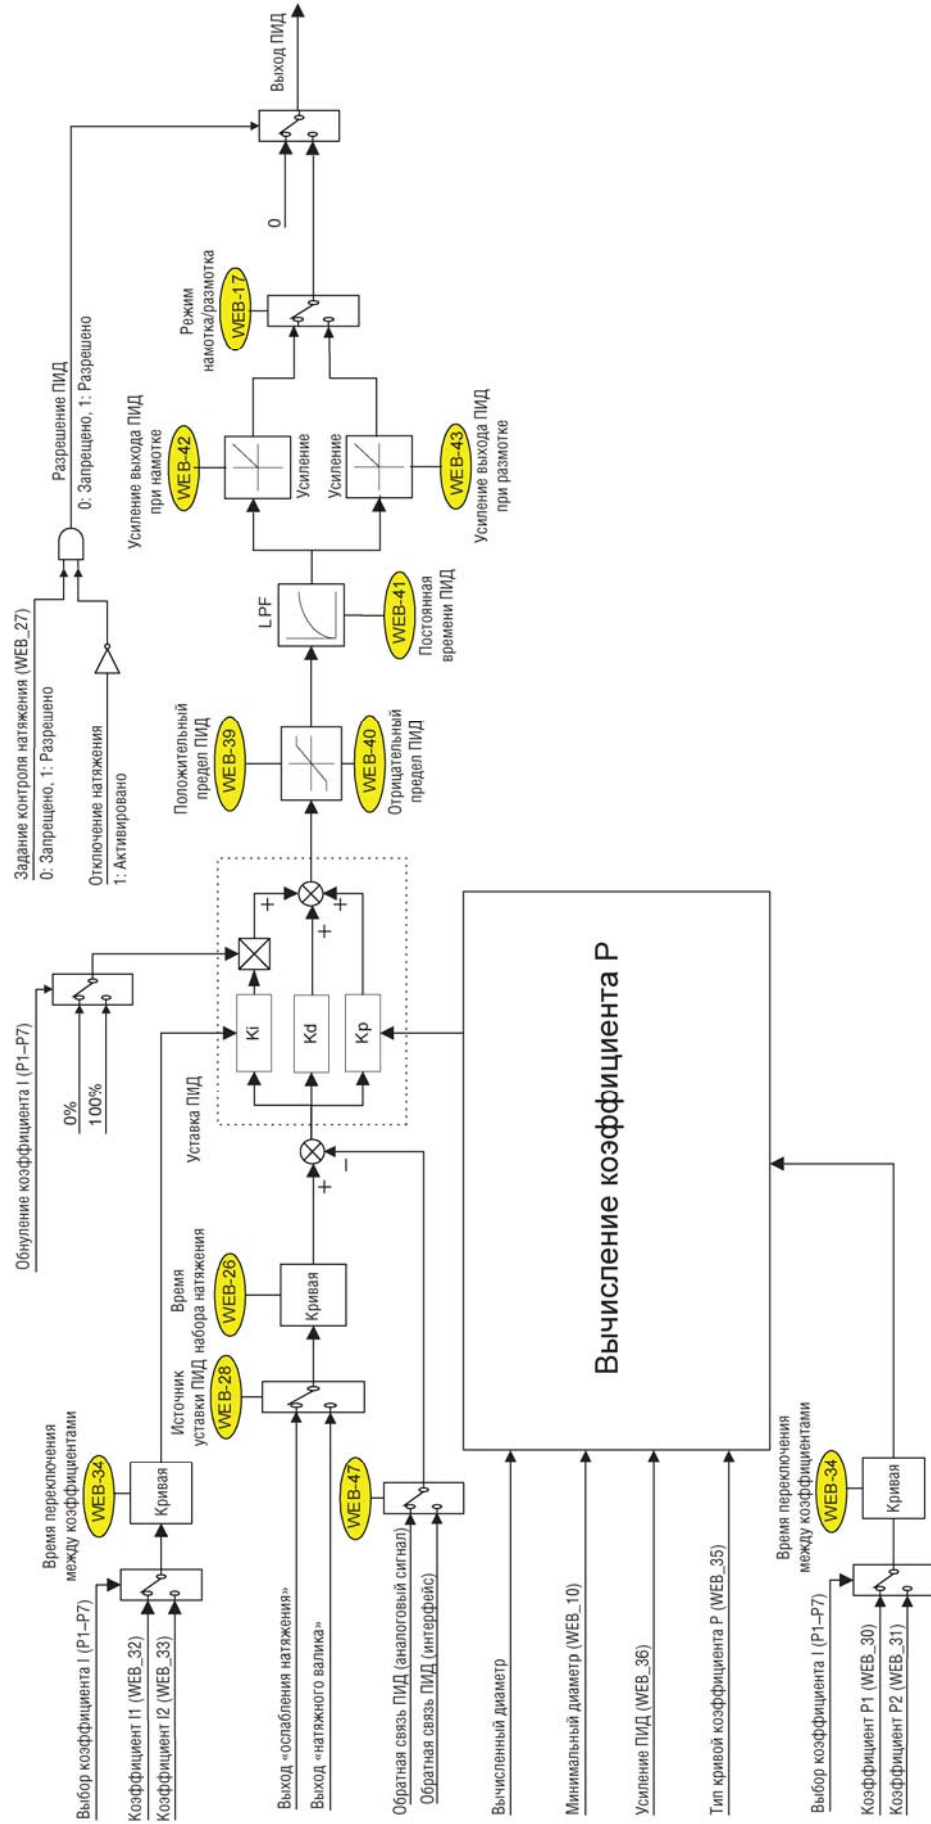 Выбор коэффициента I (P1–P7)
Коэффициент I1 (WEB_32)
Коэффициент I2 (WEB_33)
Время переключения
между коэффициентами
WEB-34
Кривая
Обнуление коэффициента I (P1–P7)
0%
100%
Задание контроля натяжения (WEB_27)
0: Запрещено, 1: Разрешено
Отключение натяжения
1: Активировано
Разрешение ПИД
0: Запрещено, 1: Разрешено
Выход «ослабления натяжения»
Выход «натяжного валика»
Источник
уставки ПИД
WEB-28
Время
набора натяжения
WEB-26
Кривая
Уставка ПИД
+
–
Ki
Kd
Kp
+
+
+
Положительный
предел ПИД
WEB-39
WEB-40
Отрицательный
предел ПИД
LPF
WEB-41
Постоянная
времени ПИД
Усиление выхода ПИД
при намотке
WEB-42
Усиление
Усиление
WEB-43
Усиление выхода ПИД
при размотке
Режим
намотка/размотка
WEB-17
0
Выход ПИД
WEB-47
Обратная связь ПИД (аналоговый сигнал)
Обратная связь ПИД (интерфейс)
Вычисленный диаметр
Минимальный диаметр (WEB_10)
Усиление ПИД (WEB_36)
Тип кривой коэффициента P (WEB_35)
Вычисление коэффициента P
Время переключения
между коэффициентами
WEB-34
Кривая
Выбор коэффициента I (P1–P7)
Коэффициент P1 (WEB_30)
Коэффициент P2 (WEB_31)